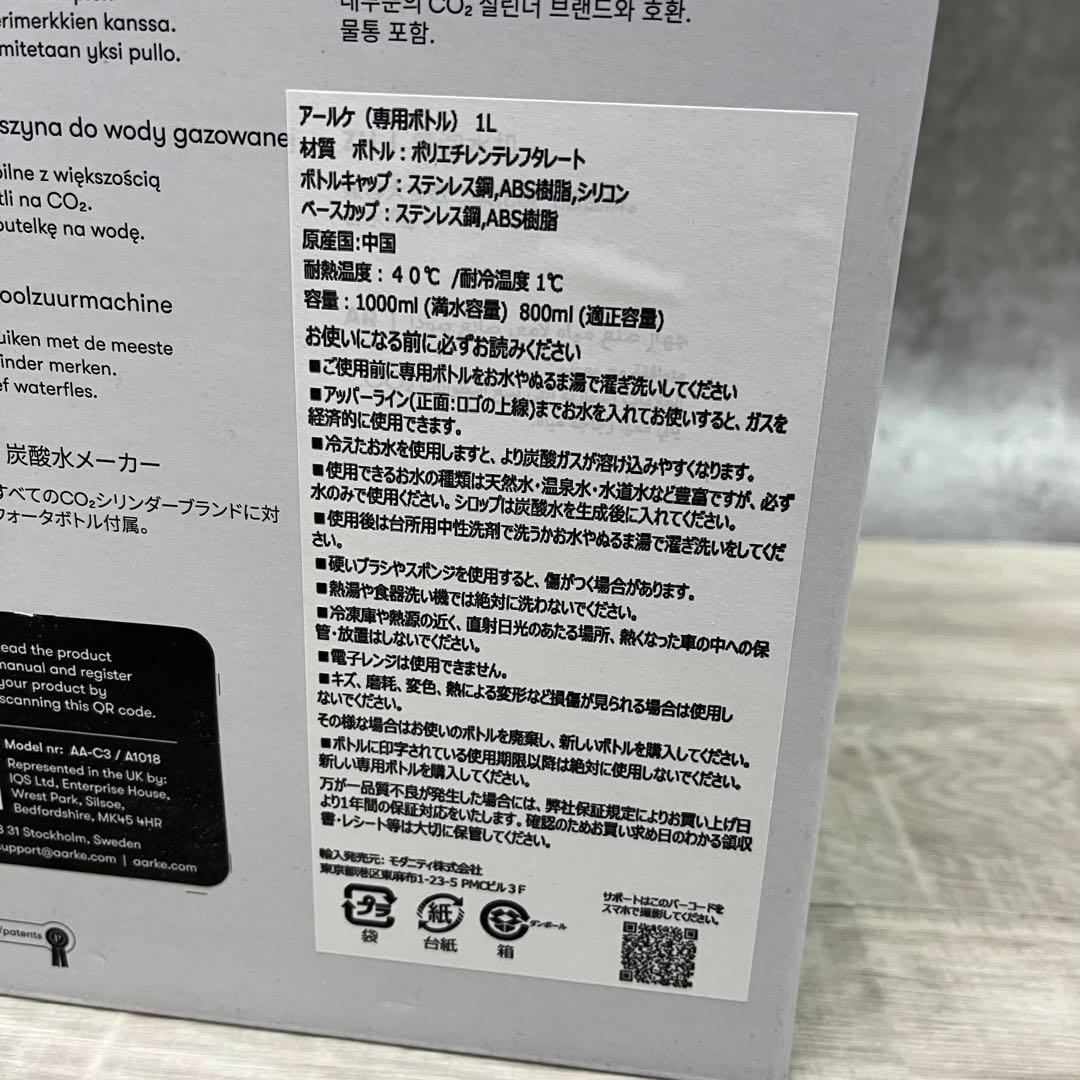 erimerkkien kanssa.
mitetaan yksi pullo.
CO₂ 실린더 브랜드와 호환.
물통 포함.
szyna do wody gazowane
ilne z większością
tli na CO₂.
utelkę na wodę.
oolzuurmachine
uiken met de meeste
inder merken.
ef waterfles.
炭酸水メーカー
すべてのCO₂シリンダーブランドに対
ウォータボトル付属。
ead the product
manual and register
your product by
scanning this QR code.
Model nr: AA-C3 / A1018
Represented in the UK by:
IOS Ltd, Enterprise House,
Wrest Park, Silsoe,
Bedfordshire, MK45 4HR
31 Stockholm, Sweden
support@aarke.com | aarke.com
/patents
アールケ（専用ボトル） 1L
材質 ボトル：ポリエチレンテレフタレート
ボトルキャップ：ステンレス鋼,ABS樹脂,シリコン
ベースカップ：ステンレス鋼,ABS樹脂
原産国:中国
耐熱温度：40℃ /耐冷温度 1℃
容量：1000ml (満水容量) 800ml (適正容量)
お使いになる前に必ずお読みください
■ご使用前に専用ボトルをお水やぬるま湯で濯ぎ洗いしてください
■アッパーライン(正面:ロゴの上線)までお水を入れてお使いすると、ガスを
経済的に使用できます。
■冷えたお水を使用しますと、より炭酸ガスが溶け込みやすくなります。
■使用できるお水の種類は天然水・温泉水・水道水など豊富ですが、必ず
水のみで使用ください。シロップは炭酸水を生成後に入れてください。
■使用後は台所用中性洗剤で洗うかお水やぬるま湯で濯ぎ洗いをしてくだ
さい。
■硬いブラシやスポンジを使用すると、傷がつく場合があります。
■熱湯や食器洗い機では絶対に洗わないでください。
■冷凍庫や熱源の近く、直射日光のあたる場所、熱くなった車の中への保
管・放置はしないでください。
■電子レンジは使用できません。
■キズ、磨耗、変色、熱による変形など損傷が見られる場合は使用し
ないでください。
その様な場合はお使いのボトルを廃棄し、新しいボトルを購入してください。
■ボトルに印字されている使用期限以降は絶対に使用しないでください。
新しい専用ボトルを購入してください。
万が一品質不良が発生した場合には、弊社保証規定によりお買い上げ日
より1年間の保証対応をいたします。確認のためお買い求め日のわかる領収
書・レシート等は大切に保管してください。
輸入発売元：モダニティ株式会社
東京都港区東麻布1-23-5 PMCビル3F
プラ
袋
紙
台紙
ダンボール
箱
サポートはこのバーコードを
スマホで撮影してください。